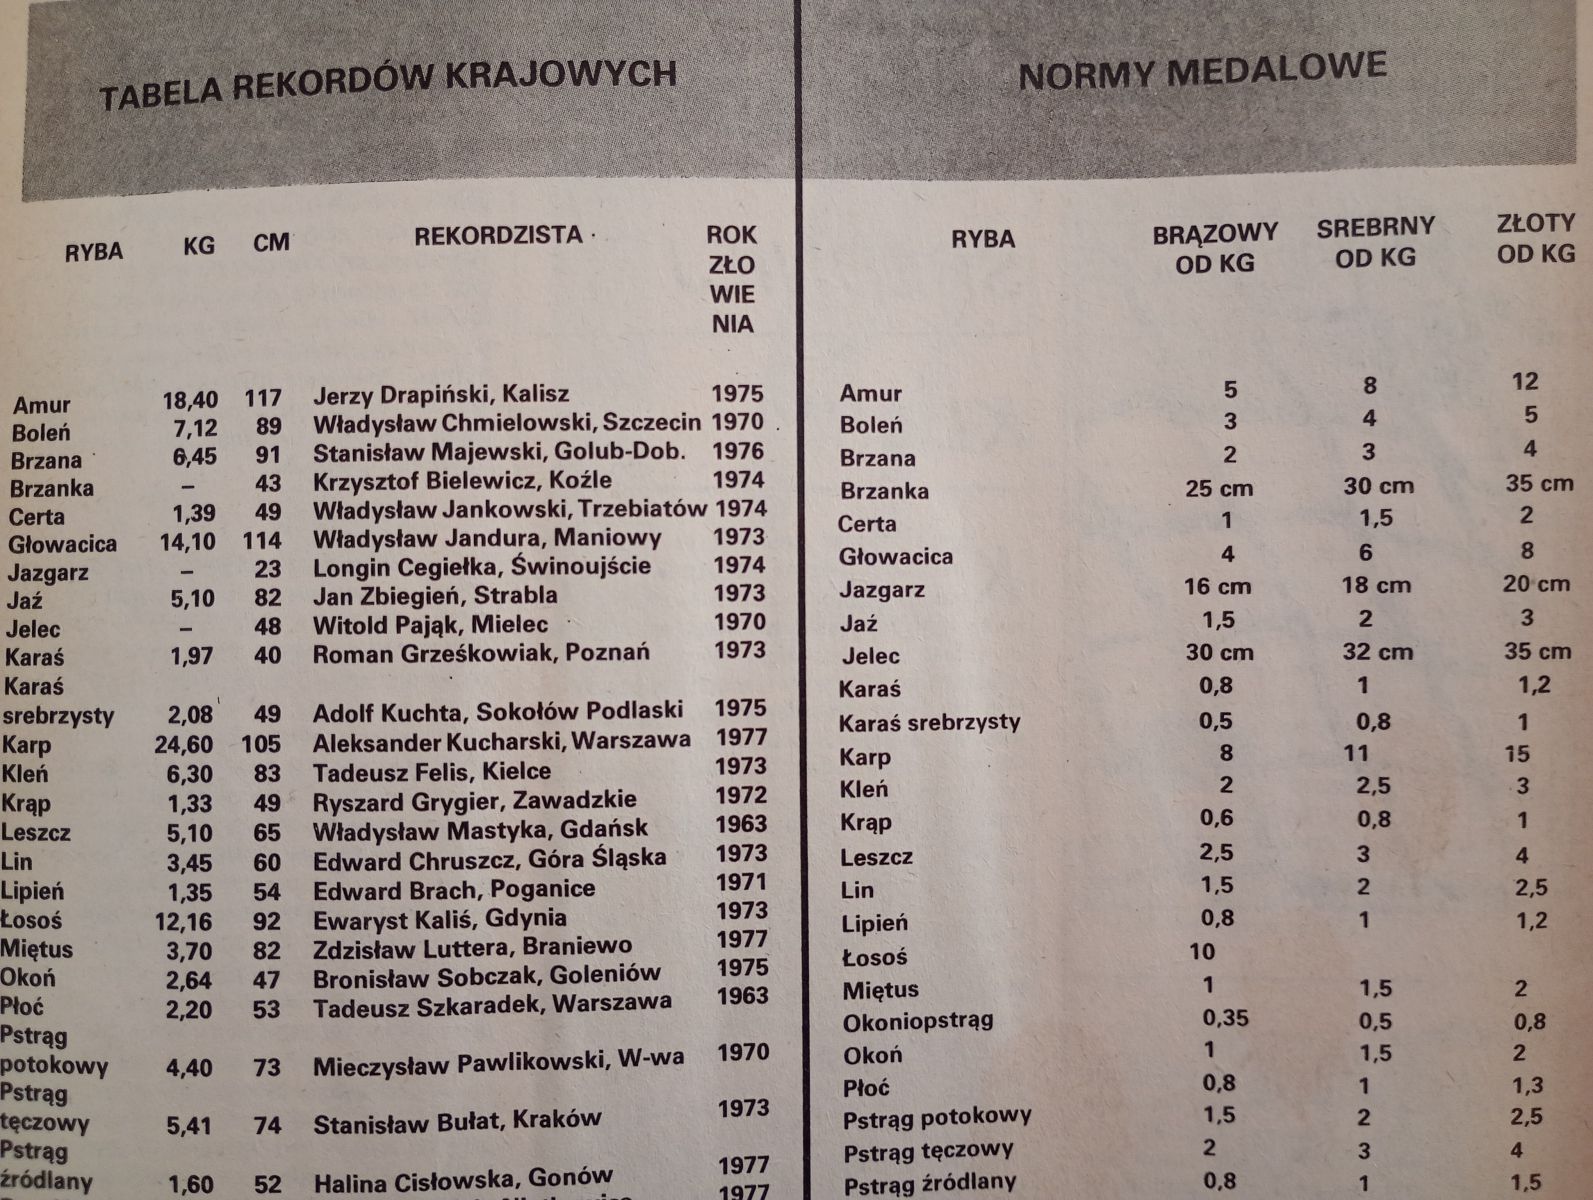 TABELA REKORDÓW KRAJOWYCH
RYBA KG CM REKORDZISTA ROK
ZŁO
WIE
NIA
Amur 18,40 117 Jerzy Drapiński, Kalisz 1975
Boleń 7,12 89 Władysław Chmielowski, Szczecin 1970
Brzana 6,45 91 Stanisław Majewski, Golub-Dob. 1976
Brzanka – 43 Krzysztof Bielewicz, Koźle 1974
Certa 1,39 49 Władysław Jankowski, Trzebiatów 1974
Głowacica 14,10 114 Władysław Jandura, Maniowy 1973
Jazgarz – 23 Longin Cegiełka, Świnoujście 1974
Jaź 5,10 82 Jan Zbiegień, Strabla 1973
Jelec – 48 Witold Pająk, Mielec 1970
Karaś 1,97 40 Roman Grześkowiak, Poznań 1973
Karaś
srebrzysty 2,08 49 Adolf Kuchta, Sokołów Podlaski 1975
Karp 24,60 105 Aleksander Kucharski, Warszawa 1977
Kleń 6,30 83 Tadeusz Felis, Kielce 1973
Krąp 1,33 49 Ryszard Grygier, Zawadzkie 1972
Leszcz 5,10 65 Władysław Mastyka, Gdańsk 1963
Lin 3,45 60 Edward Chruszcz, Góra Śląska 1973
Lipień 1,35 54 Edward Brach, Poganice 1971
Łosoś 12,16 92 Ewaryst Kaliś, Gdynia 1973
Miętus 3,70 82 Zdzisław Luttera, Braniewo 1977
Okoń 2,64 47 Bronisław Sobczak, Goleniów 1975
Płoć 2,20 53 Tadeusz Szkaradek, Warszawa 1963
Pstrąg
potokowy 4,40 73 Mieczysław Pawlikowski, W-wa 1970
Pstrąg
tęczowy 5,41 74 Stanisław Bułat, Kraków 1973
Pstrąg
źródlany 1,60 52 Halina Cisłowska, Gonów 1977
1977
NORMY MEDALOWE
RYBA BRĄZOWY SREBRNY ZŁOTY
OD KG OD KG OD KG
Amur 5 8 12
Boleń 3 4 5
Brzana 2 3 4
Brzanka 25 cm 30 cm 35 cm
Certa 1 1,5 2
Głowacica 4 6 8
Jazgarz 16 cm 18 cm 20 cm
Jaź 1,5 2 3
Jelec 30 cm 32 cm 35 cm
Karaś 0,8 1 1,2
Karaś srebrzysty 0,5 0,8 1
Karp 8 11 15
Kleń 2 2,5 3
Krąp 0,6 0,8 1
Leszcz 2,5 3 4
Lin 1,5 2 2,5
Lipień 0,8 1 1,2
Łosoś 10
Miętus 1 1,5 2
Okoniopstrąg 0,35 0,5 0,8
Okoń 1 1,5 2
Płoć 0,8 1 1,3
Pstrąg potokowy 1,5 2 2,5
Pstrąg tęczowy 2 3 4
Pstrąg źródlany 0,8 1 1,5